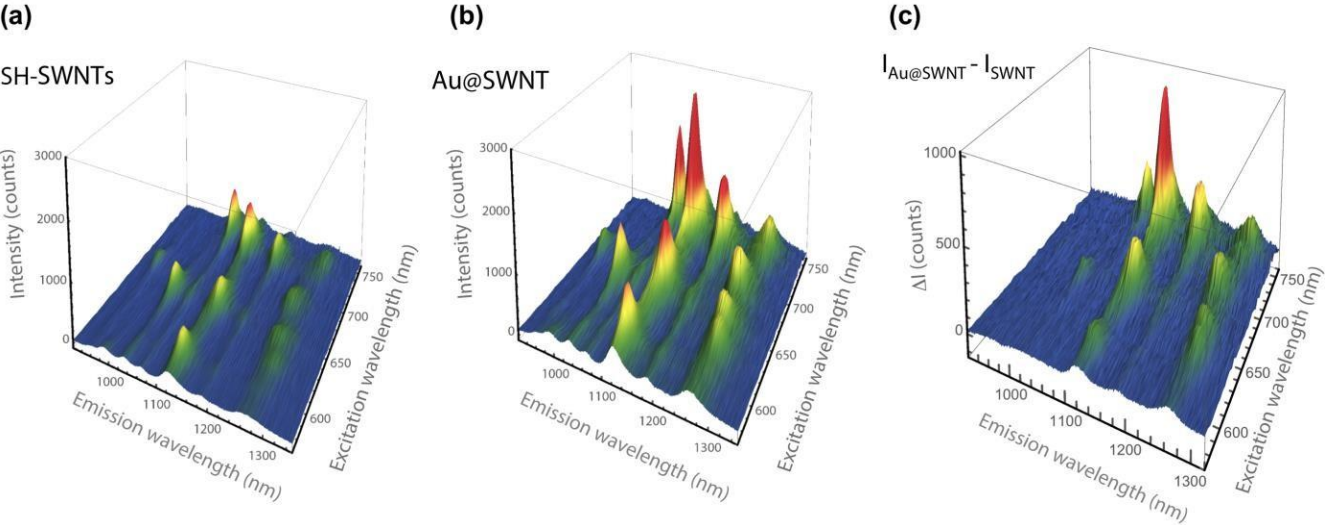 (a)
SH-SWNTs
Intensity (counts)
3000
2000
1000
0
1000
1100
1200
1300
Emission wavelength (nm)
600
650
700
750
Excitation wavelength (nm)
(b)
Au@SWNT
Intensity (counts)
3000
2000
1000
0
1000
1100
1200
1300
Emission wavelength (nm)
600
650
700
750
Excitation wavelength (nm)
(c)
I Au@SWNT - I SWNT
ΔI (counts)
1000
500
0
1000
1100
1200
1300
Emission wavelength (nm)
600
650
700
750
Excitation wavelength (nm)